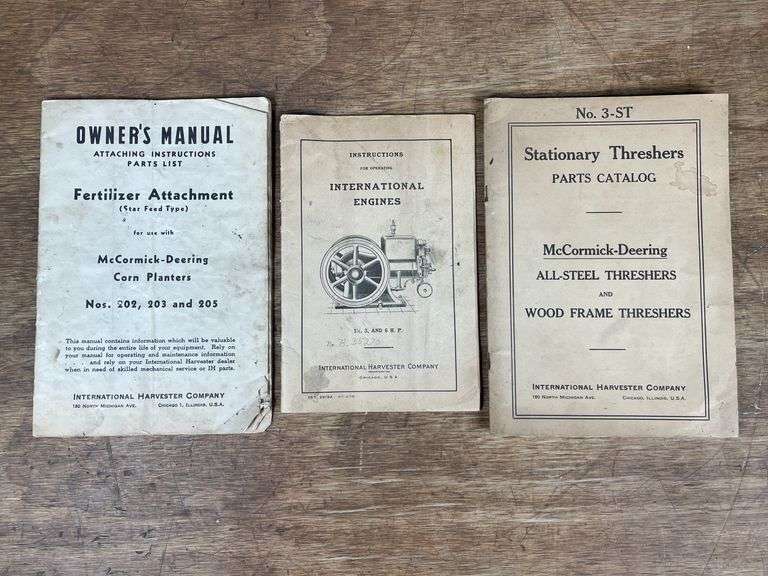 OWNER'S MANUAL
ATTACHING INSTRUCTIONS
PARTS LIST
Fertilizer Attachment
(Star Feed Type)
for use with
McCormick-Deering
Corn Planters
Nos. 202, 203 and 205
This manual contains information which will be valuable
to you during the entire life of your equipment. Rely on
your manual for operating and maintenance information
and rely on your International Harvester dealer
when in need of skilled mechanical service or IH parts.
INTERNATIONAL HARVESTER COMPANY
180 NORTH MICHIGAN AVE. CHICAGO 1, ILLINOIS, U.S.A.
INSTRUCTIONS
FOR OPERATING
INTERNATIONAL
ENGINES
3, AND 6 H. P.
No.
INTERNATIONAL HARVESTER COMPANY
CHICAGO, U.S.A.
No. 3-ST
Stationary Threshers
PARTS CATALOG
McCormick-Deering
ALL-STEEL THRESHERS
AND
WOOD FRAME THRESHERS
INTERNATIONAL HARVESTER COMPANY
180 NORTH MICHIGAN AVE. CHICAGO, ILLINOIS, U.S.A.